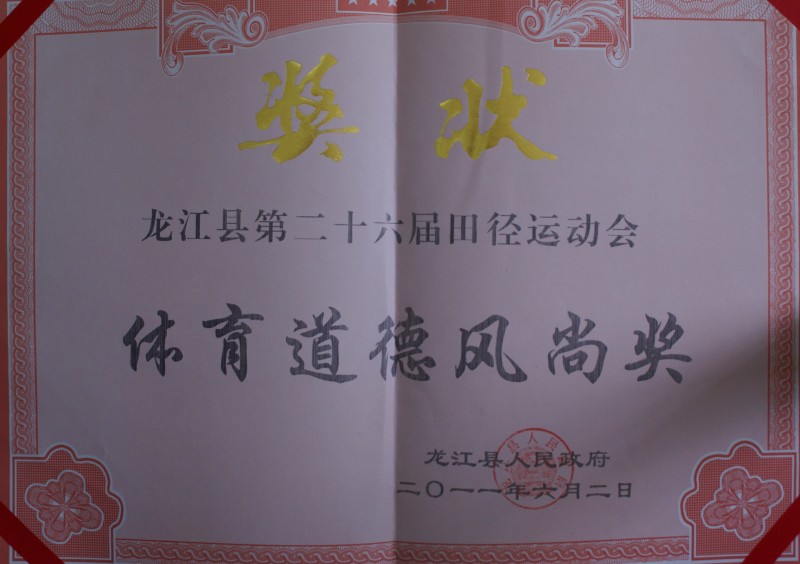 奖状
龙江县第二十六届田径运动会
体育道德风尚奖
龙江县人民政府
二〇一一年六月二日